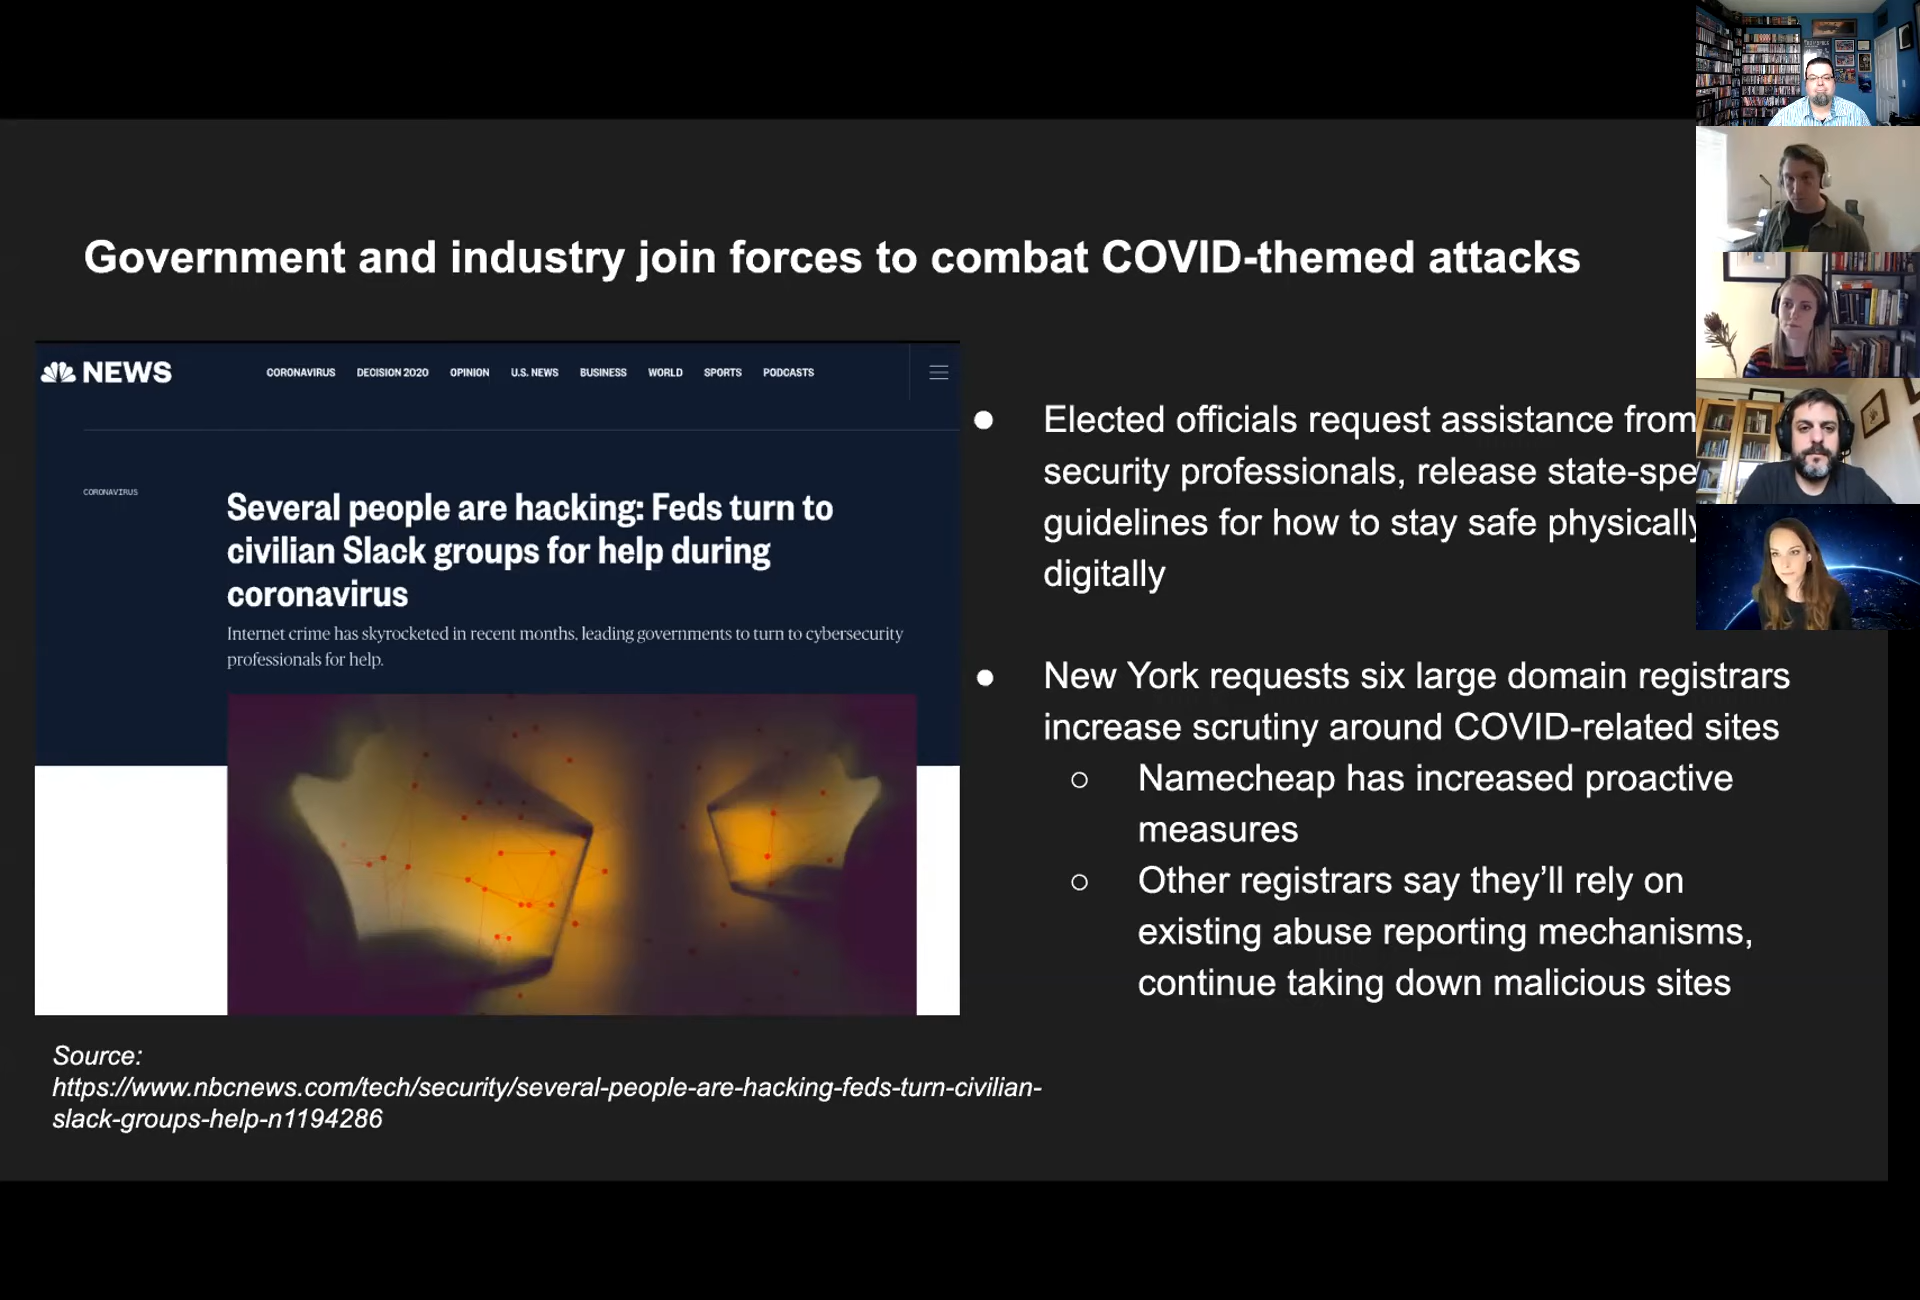 Government and industry join forces to combat COVID-themed attacks
NEWS
CORONAVIRUS DECISION 2020 OPINION U.S. NEWS BUSINESS WORLD SPORTS PODCASTS
CORONAVIRUS
Several people are hacking: Feds turn to
civilian Slack groups for help during
coronavirus
Internet crime has skyrocketed in recent months, leading governments to turn to cybersecurity
professionals for help.
Elected officials request assistance from
security professionals, release state-spe
guidelines for how to stay safe physically
digitally
New York requests six large domain registrars
increase scrutiny around COVID-related sites
Namecheap has increased proactive
measures
Other registrars say they’ll rely on
existing abuse reporting mechanisms,
continue taking down malicious sites
Source:
https://www.nbcnews.com/tech/security/several-people-are-hacking-feds-turn-civilian-
slack-groups-help-n1194286